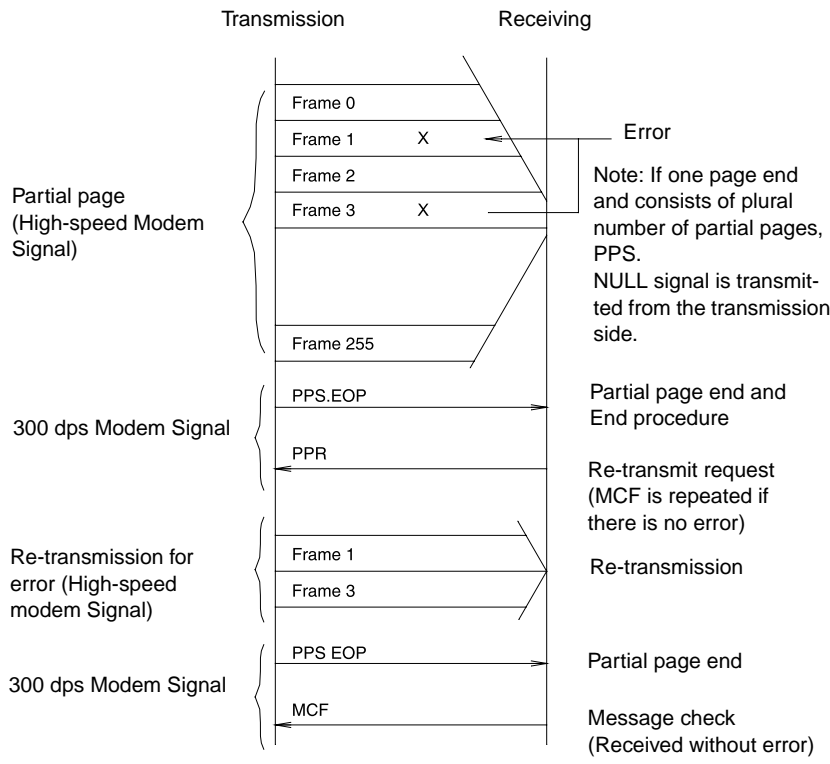 Transmission
Receiving
Frame 0
Frame 1 X
Error
Frame 2
Frame 3 X
Partial page
(High-speed Modem
Signal)
Note: If one page end
and consists of plural
number of partial pages,
PPS.
NULL signal is transmit-
ted from the transmission
side.
Frame 255
300 dps Modem Signal
PPS.EOP
Partial page end and
End procedure
PPR
Re-transmit request
(MCF is repeated if
there is no error)
Re-transmission for
error (High-speed
modem Signal)
Frame 1
Frame 3
Re-transmission
300 dps Modem Signal
PPS EOP
Partial page end
MCF
Message check
(Received without error)